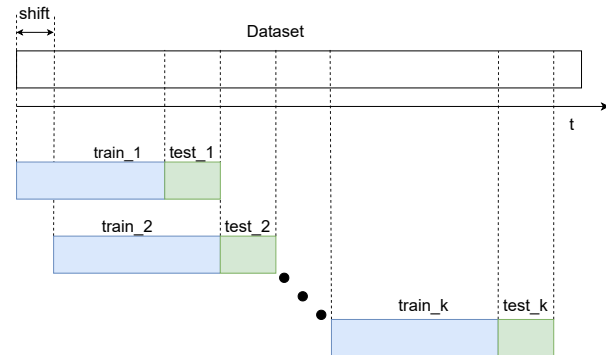 shift
Dataset
t
train_1
test_1
train_2
test_2
train_k
test_k